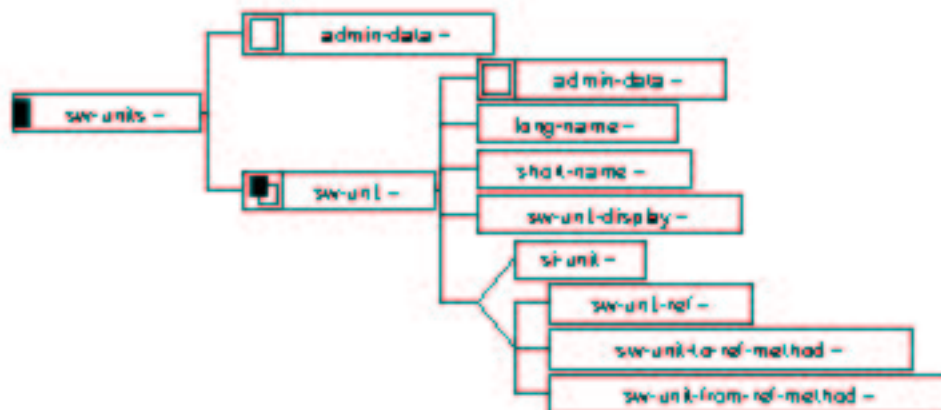 admin-data –
admin-data –
sw-units –
long-name –
short-name –
sw-unit –
sw-unit-display –
si-unit –
sw-unit-ref –
sw-unit-to-ref-method –
sw-unit-from-ref-method –